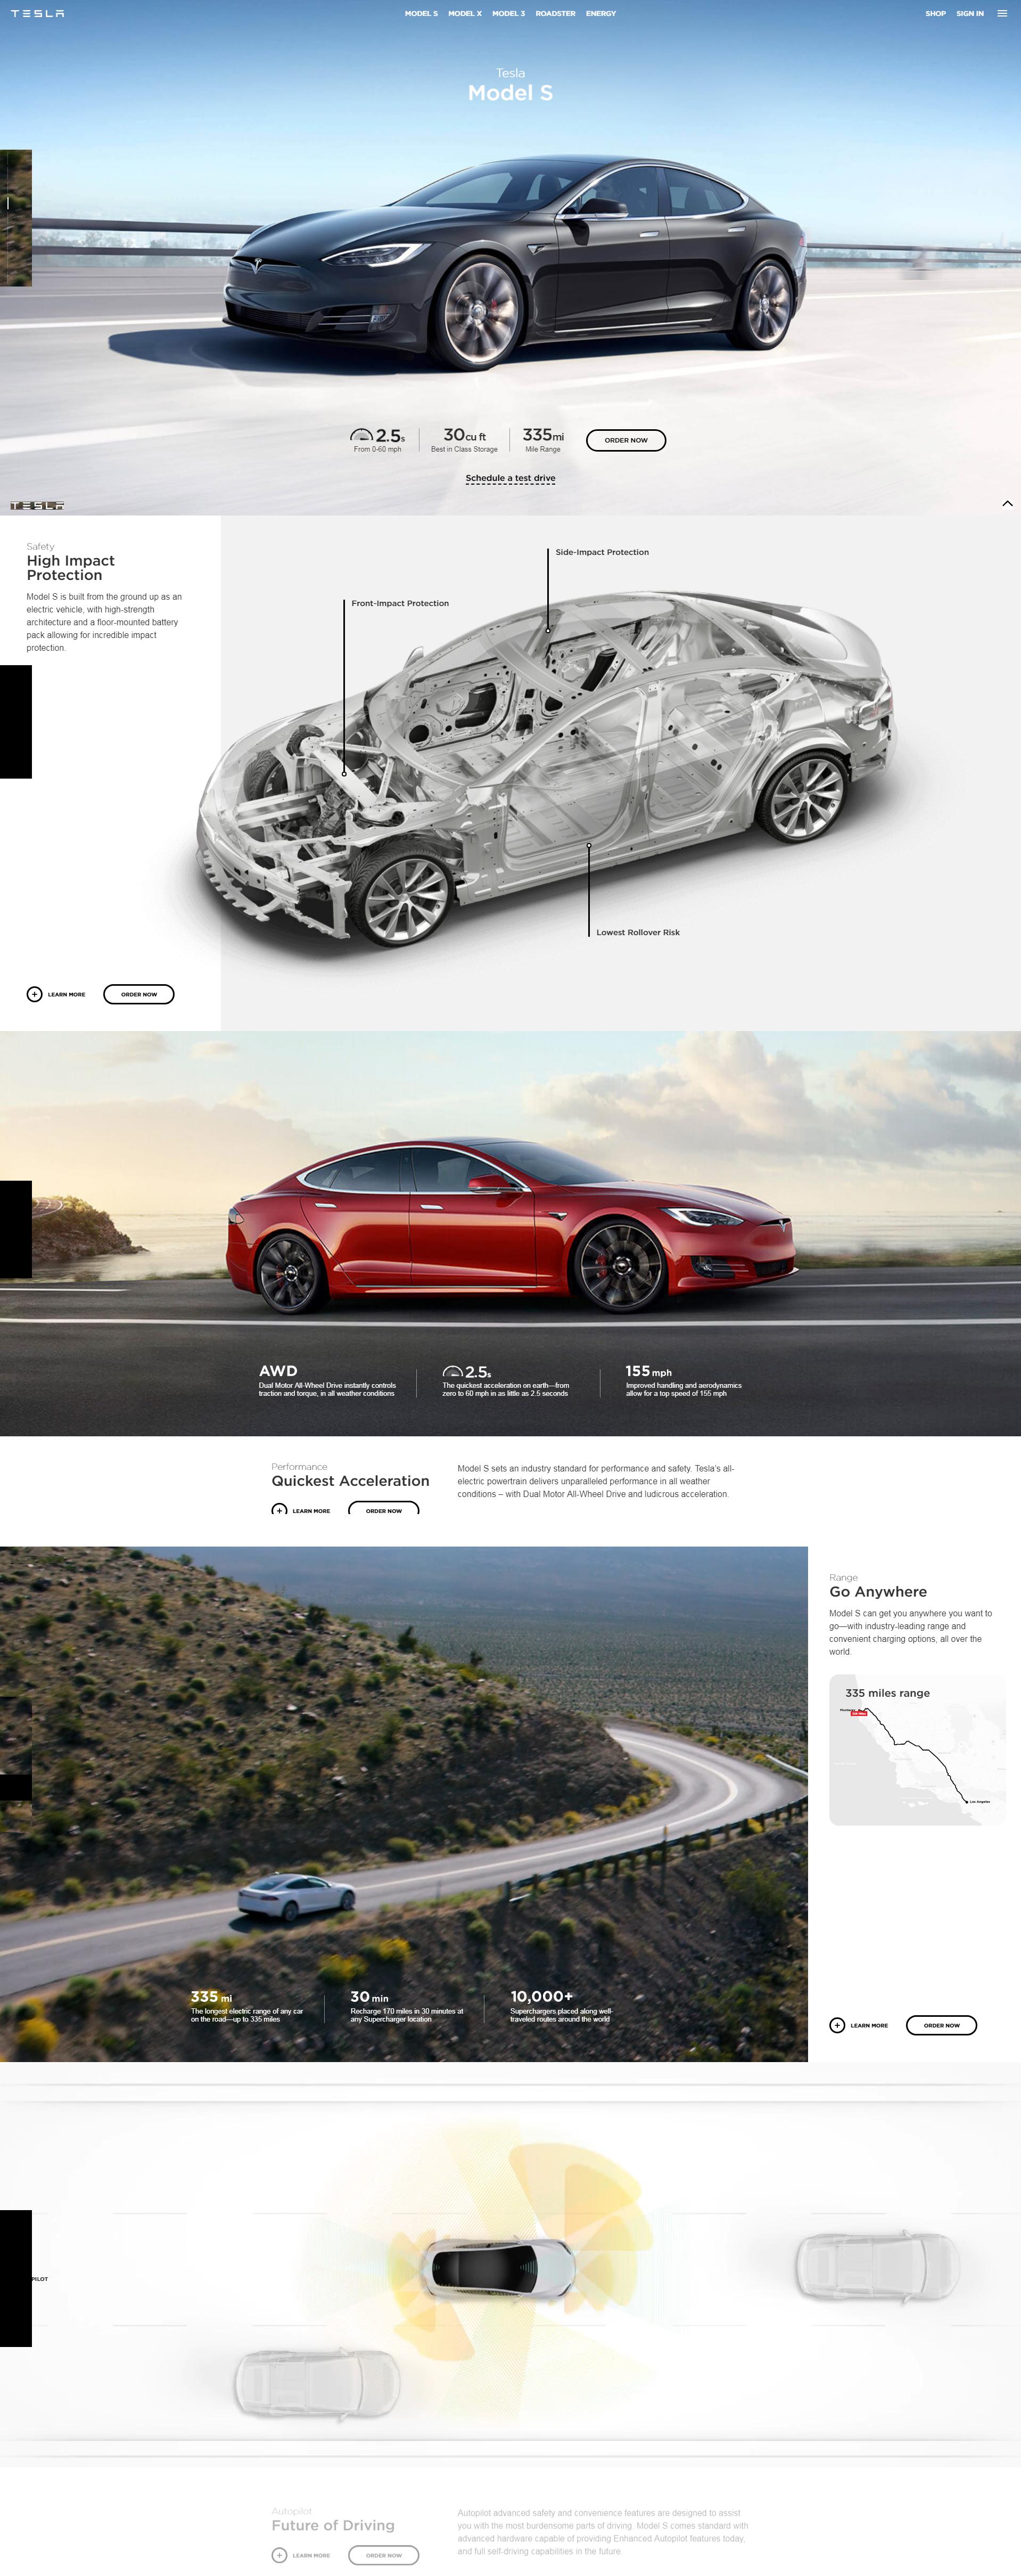 TESLA
MODEL S MODEL X MODEL 3 ROADSTER ENERGY
SHOP SIGN IN
Tesla
Model S
2.5s
From 0-60 mph
30cu ft
Best in Class Storage
335mi
Mile Range
ORDER NOW
Schedule a test drive
TESLA
Safety
High Impact
Protection
Model S is built from the ground up as an
electric vehicle, with high-strength
architecture and a floor-mounted battery
pack allowing for incredible impact
protection.
Side-Impact Protection
Front-Impact Protection
Lowest Rollover Risk
LEARN MORE
ORDER NOW
AWD
Dual Motor All-Wheel Drive instantly controls
traction and torque, in all weather conditions
2.5s
The quickest acceleration on earth—from
zero to 60 mph in as little as 2.5 seconds
155 mph
Improved handling and aerodynamics
allow for a top speed of 155 mph
Performance
Quickest Acceleration
LEARN MORE
ORDER NOW
Model S sets an industry standard for performance and safety. Tesla's all-
electric powertrain delivers unparalleled performance in all weather
conditions – with Dual Motor All-Wheel Drive and ludicrous acceleration.
335 mi
The longest electric range of any car
on the road—up to 335 miles
30 min
Recharge 170 miles in 30 minutes at
any Supercharger location
10,000+
Superchargers placed along well-
traveled routes around the world
Range
Go Anywhere
Model S can get you anywhere you want to
go—with industry-leading range and
convenient charging options, all over the
world.
335 miles range
Los Angeles
LEARN MORE
ORDER NOW
PILOT
Autopilot
Future of Driving
LEARN MORE
ORDER NOW
Autopilot advanced safety and convenience features are designed to assist
you with the most burdensome parts of driving. Model S comes standard with
advanced hardware capable of providing Enhanced Autopilot features today,
and full self-driving capabilities in the future.